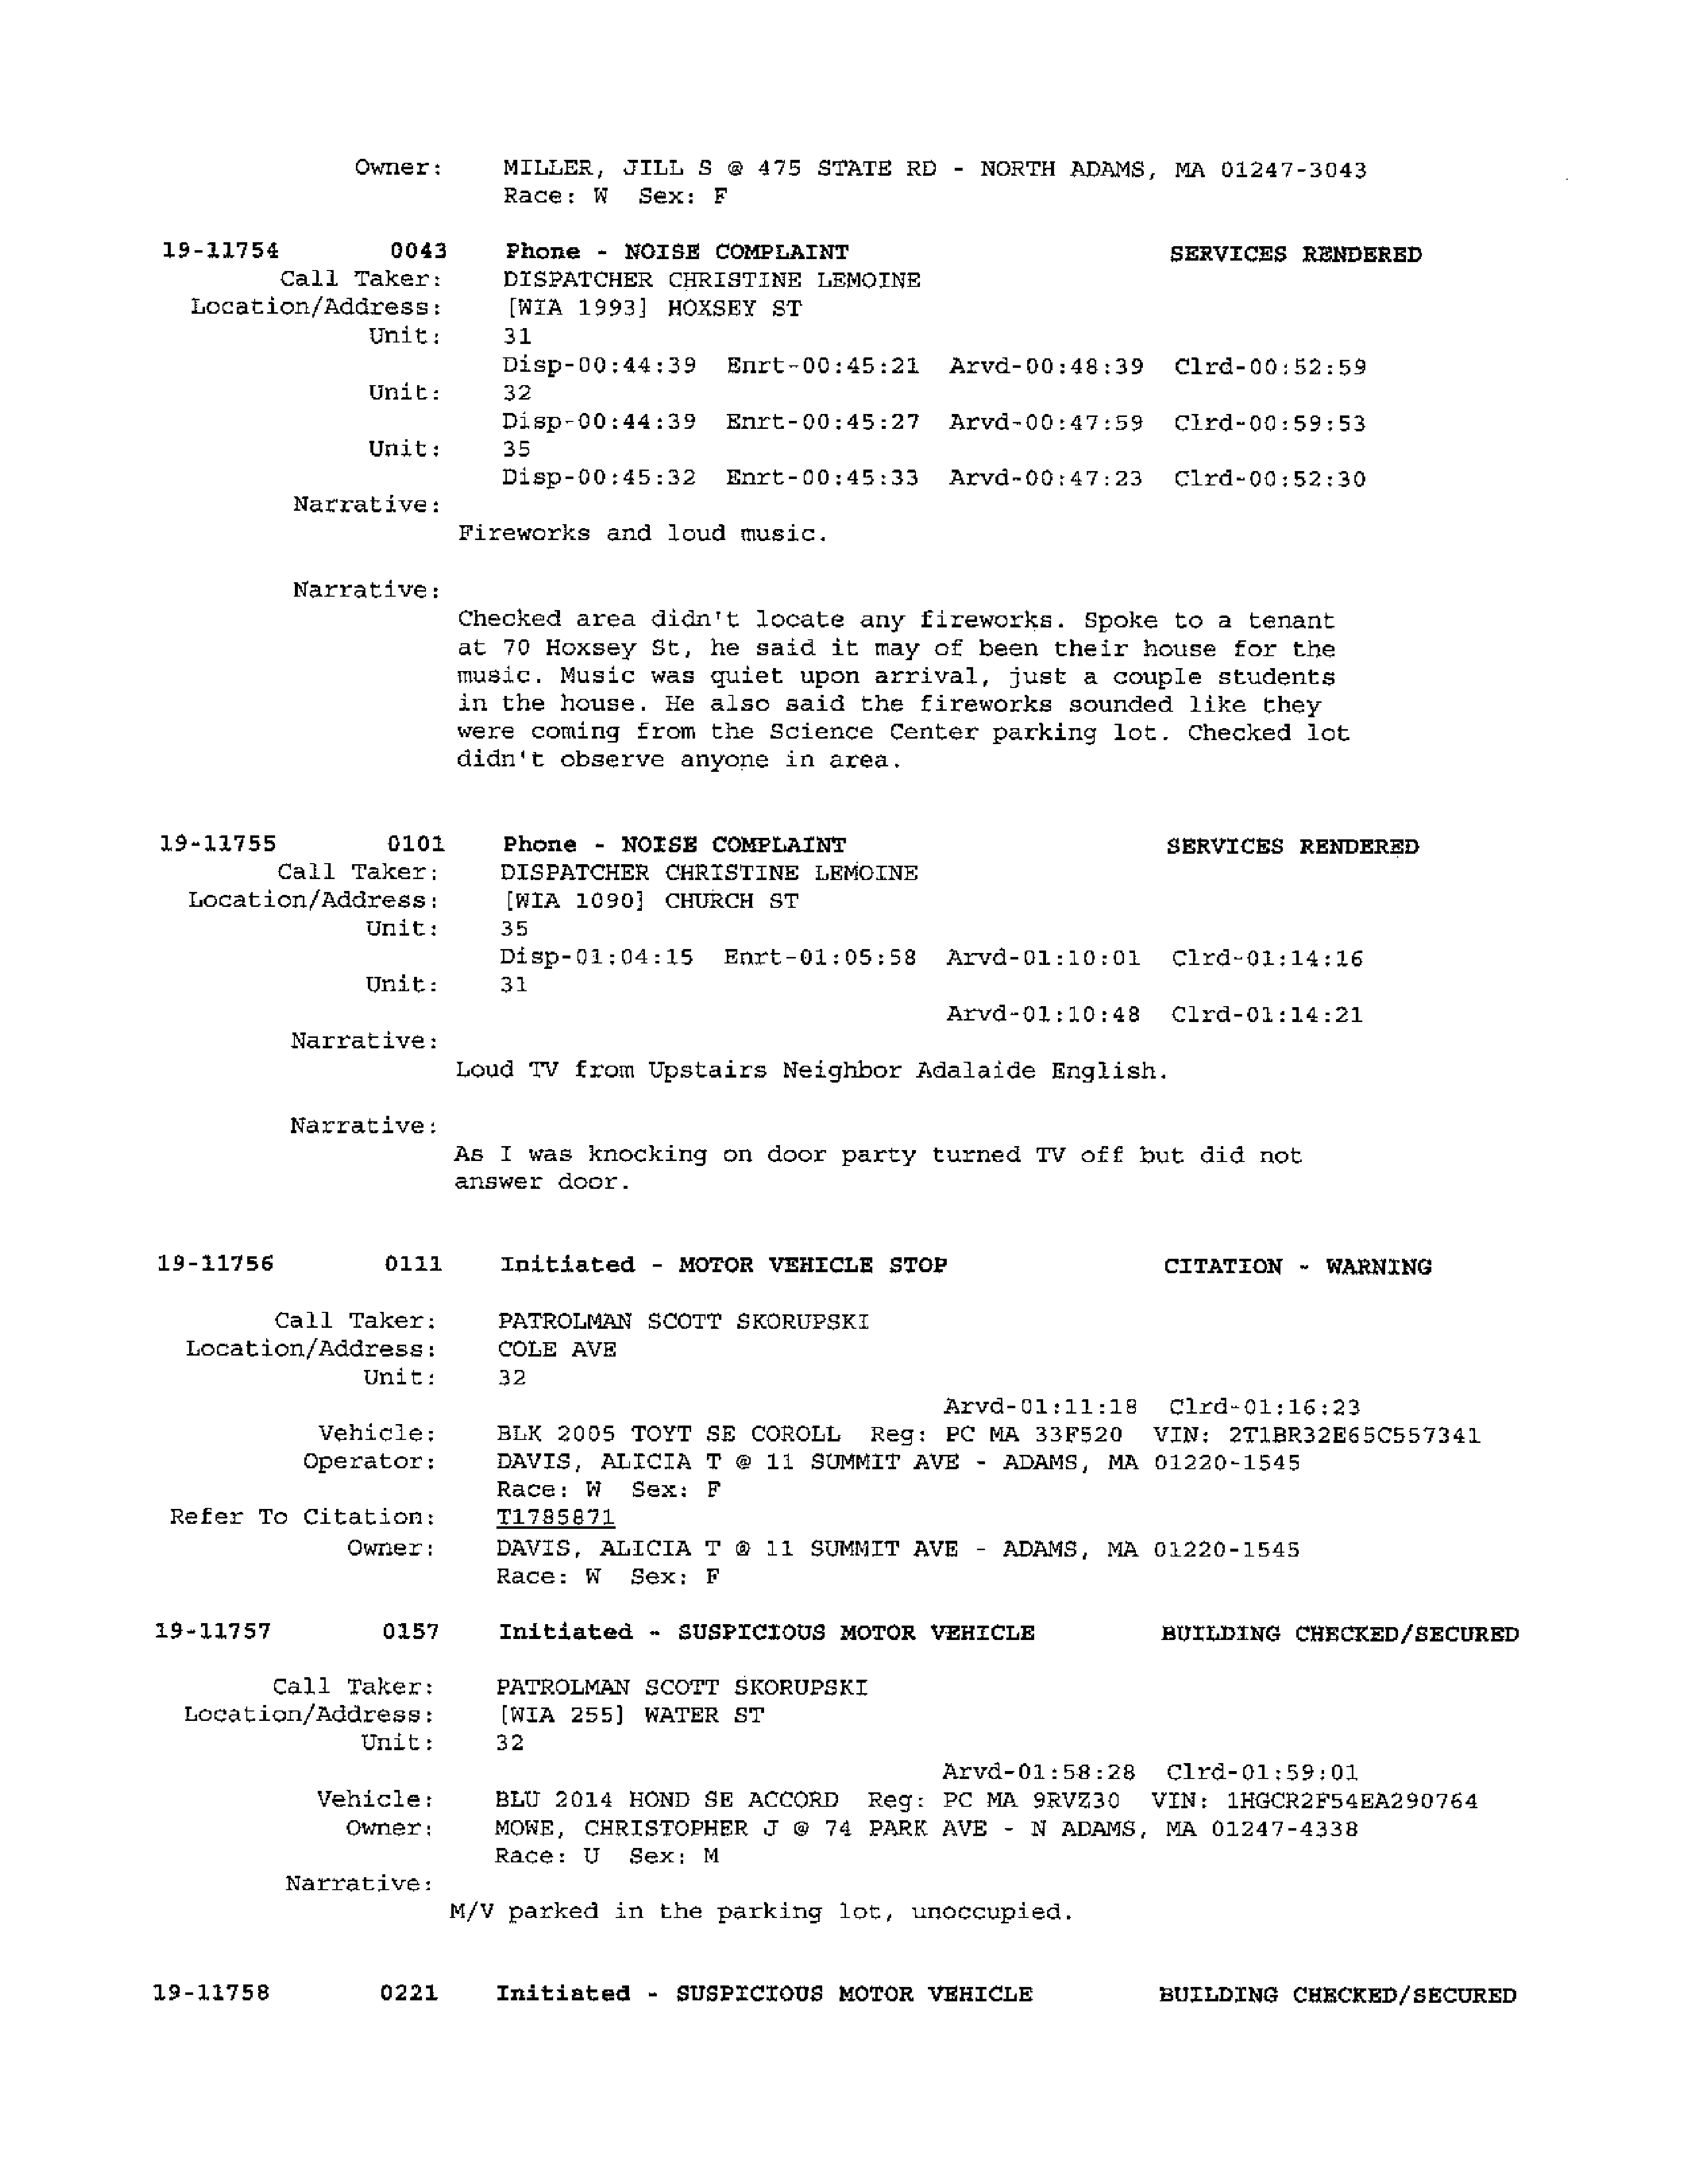 Owner: MILLER, JILL S @ 475 STATE RD - NORTH ADAMS, MA 01247-3043
Race: W Sex: F
19-11754 0043 Phone - NOISE COMPLAINT SERVICES RENDERED
Call Taker: DISPATCHER CHRISTINE LEMOINE
Location/Address: [WIA 1993] HOXSEY ST
Unit: 31
Disp-00:44:39 Enrt-00:45:21 Arvd-00:48:39 Clrd-00:52:59
Unit: 32
Disp-00:44:39 Enrt-00:45:27 Arvd-00:47:59 Clrd-00:59:53
Unit: 35
Disp-00:45:32 Enrt-00:45:33 Arvd-00:47:23 Clrd-00:52:30
Narrative:
Fireworks and loud music.
Narrative:
Checked area didn't locate any fireworks. Spoke to a tenant
at 70 Hoxsey St, he said it may of been their house for the
music. Music was quiet upon arrival, just a couple students
in the house. He also said the fireworks sounded like they
were coming from the Science Center parking lot. Checked lot
didn't observe anyone in area.
19-11755 0101 Phone - NOISE COMPLAINT SERVICES RENDERED
Call Taker: DISPATCHER CHRISTINE LEMOINE
Location/Address: [WIA 1090] CHURCH ST
Unit: 35
Disp-01:04:15 Enrt-01:05:58 Arvd-01:10:01 Clrd-01:14:16
Unit: 31
Arvd-01:10:48 Clrd-01:14:21
Narrative:
Loud TV from Upstairs Neighbor Adalaide English.
Narrative:
As I was knocking on door party turned TV off but did not
answer door.
19-11756 0111 Initiated - MOTOR VEHICLE STOP CITATION - WARNING
Call Taker: PATROLMAN SCOTT SKORUPSKI
Location/Address: COLE AVE
Unit: 32
Arvd-01:11:18 Clrd-01:16:23
Vehicle: BLK 2005 TOYT SE COROLL Reg: PC MA 33F520 VIN: 2T1BR32E65C557341
Operator: DAVIS, ALICIA T @ 11 SUMMIT AVE - ADAMS, MA 01220-1545
Race: W Sex: F
Refer To Citation: T1785871
Owner: DAVIS, ALICIA T @ 11 SUMMIT AVE - ADAMS, MA 01220-1545
Race: W Sex: F
19-11757 0157 Initiated - SUSPICIOUS MOTOR VEHICLE BUILDING CHECKED/SECURED
Call Taker: PATROLMAN SCOTT SKORUPSKI
Location/Address: [WIA 255] WATER ST
Unit: 32
Arvd-01:58:28 Clrd-01:59:01
Vehicle: BLU 2014 HOND SE ACCORD Reg: PC MA 9RVZ30 VIN: 1HGCR2F54EA290764
Owner: MOWE, CHRISTOPHER J @ 74 PARK AVE - N ADAMS, MA 01247-4338
Race: U Sex: M
Narrative:
M/V parked in the parking lot, unoccupied.
19-11758 0221 Initiated - SUSPICIOUS MOTOR VEHICLE BUILDING CHECKED/SECURED